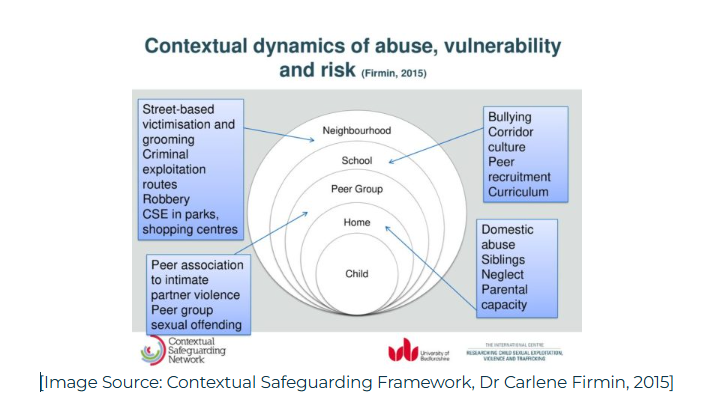 Contextual dynamics of abuse, vulnerability
and risk (Firmin, 2015)
Street-based
victimisation and
grooming
Criminal
exploitation
routes
Robbery
CSE in parks,
shopping centres
Neighbourhood
School
Peer Group
Home
Child
Bullying
Corridor
culture
Peer
recruitment
Curriculum
Peer association
to intimate
partner violence
Peer group
sexual offending
Domestic
abuse
Siblings
Neglect
Parental
capacity
Contextual
Safeguarding
Network
University of
Bedfordshire
THE INTERNATIONAL CENTRE
RESEARCHING CHILD SEXUAL EXPLOITATION,
VIOLENCE AND TRAFFICKING
[Image Source: Contextual Safeguarding Framework, Dr Carlene Firmin, 2015]